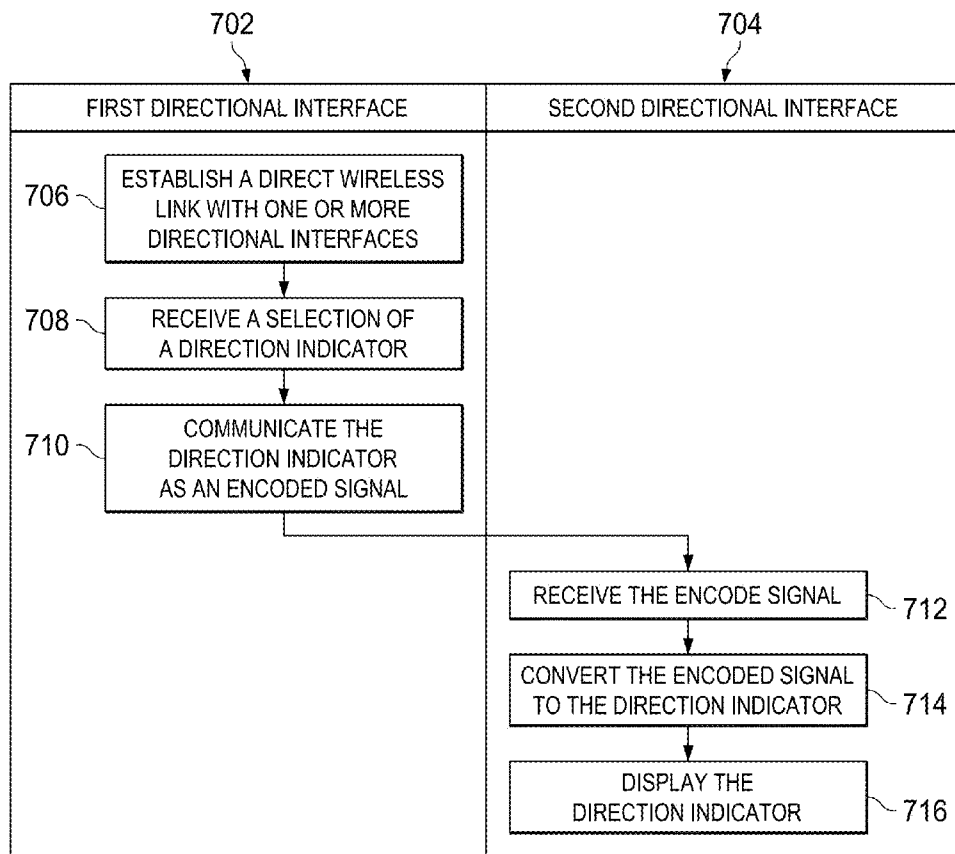 702
704
FIRST DIRECTIONAL INTERFACE
SECOND DIRECTIONAL INTERFACE
706
ESTABLISH A DIRECT WIRELESS
LINK WITH ONE OR MORE
DIRECTIONAL INTERFACES
708
RECEIVE A SELECTION OF
A DIRECTION INDICATOR
710
COMMUNICATE THE
DIRECTION INDICATOR
AS AN ENCODED SIGNAL
RECEIVE THE ENCODE SIGNAL
712
CONVERT THE ENCODED SIGNAL
TO THE DIRECTION INDICATOR
714
DISPLAY THE
DIRECTION INDICATOR
716